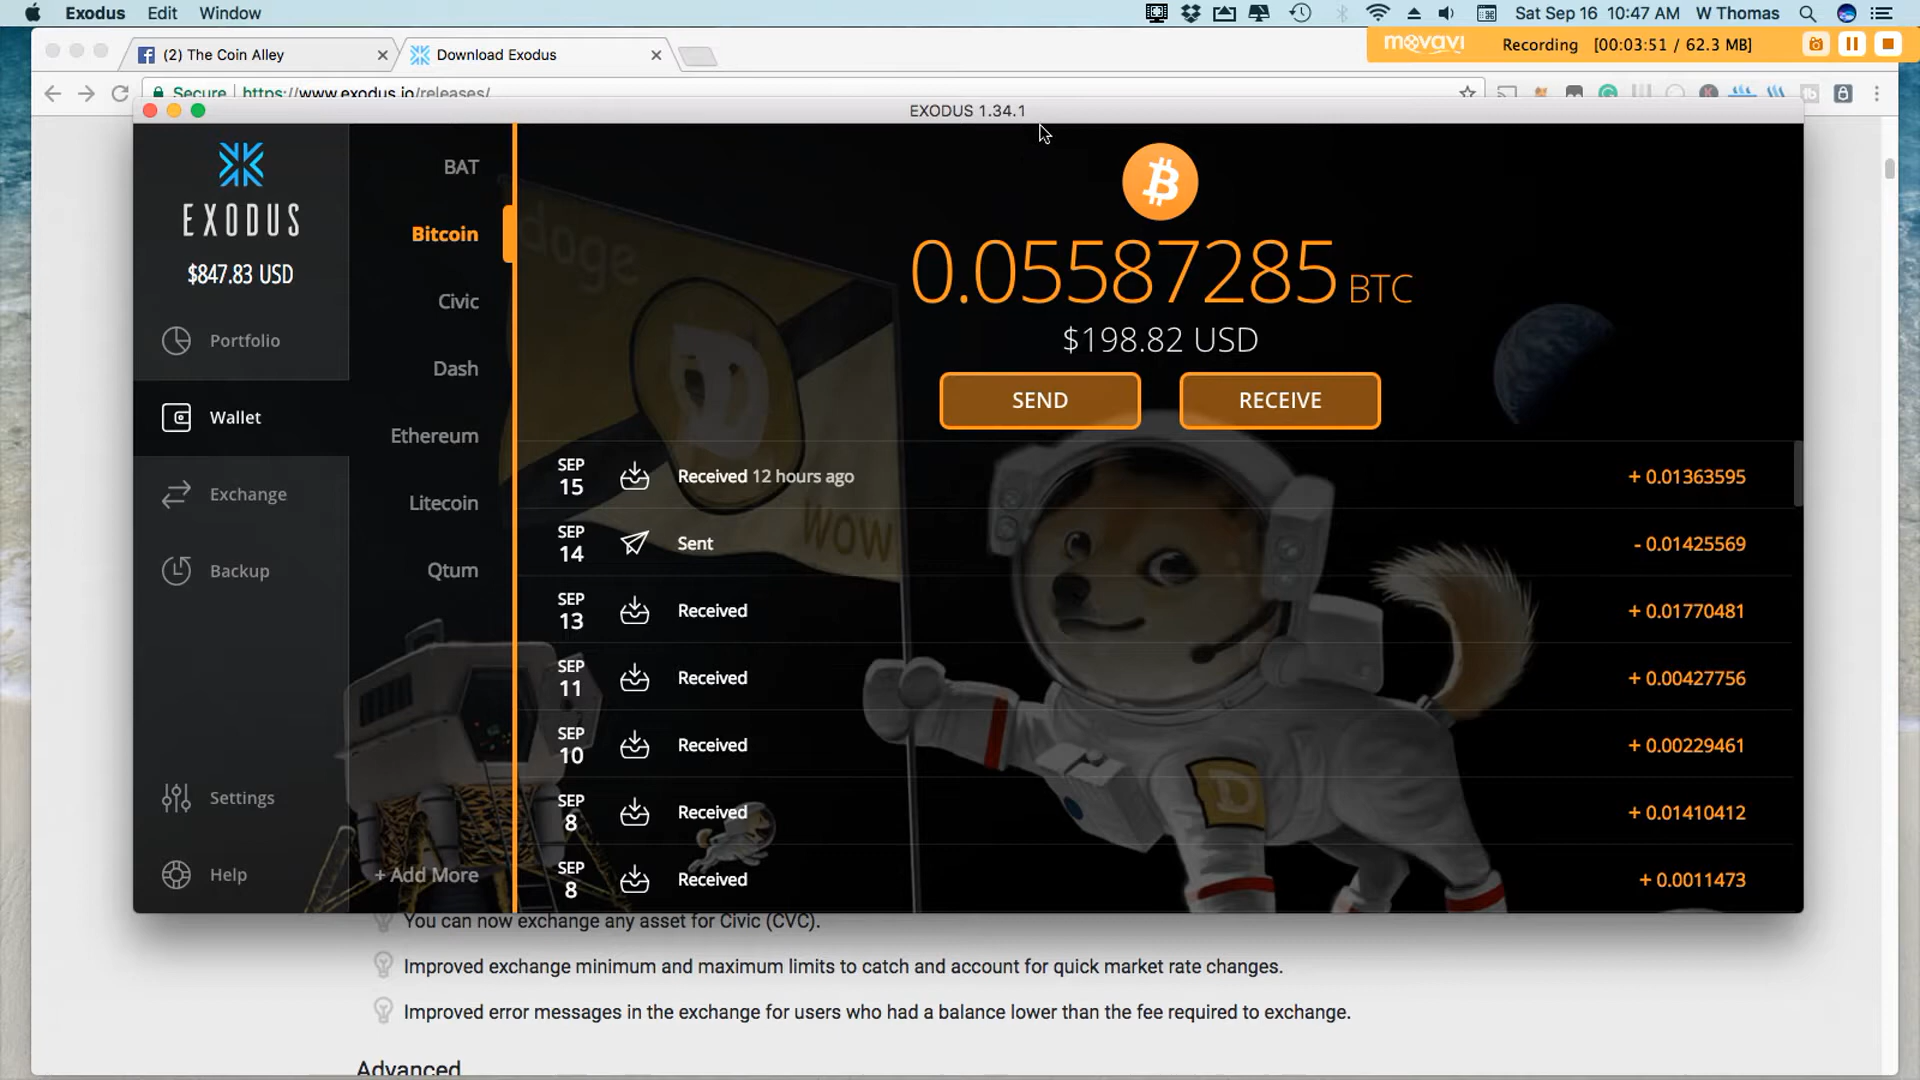 Exodus Edit Window
Sat Sep 16 10:47 AM W Thomas
movavi Recording [00:03:51 / 62.3 MB]
(2) The Coin Alley
Download Exodus
Secure https://www.exodus.io/releases/
EXODUS 1.34.1
EXODUS
$847.83 USD
Portfolio
Wallet
Exchange
Backup
Settings
Help
BAT
Bitcoin
Civic
Dash
Ethereum
Litecoin
Qtum
+ Add More
doge
WOW
D
D
0.05587285 BTC
$198.82 USD
SEND RECEIVE
SEP 15 Received 12 hours ago + 0.01363595
SEP 14 Sent - 0.01425569
SEP 13 Received + 0.01770481
SEP 11 Received + 0.00427756
SEP 10 Received + 0.00229461
SEP 8 Received + 0.01410412
SEP 8 Received + 0.0011473
You can now exchange any asset for Civic (CVC).
Improved exchange minimum and maximum limits to catch and account for quick market rate changes.
Improved error messages in the exchange for users who had a balance lower than the fee required to exchange.
Advanced